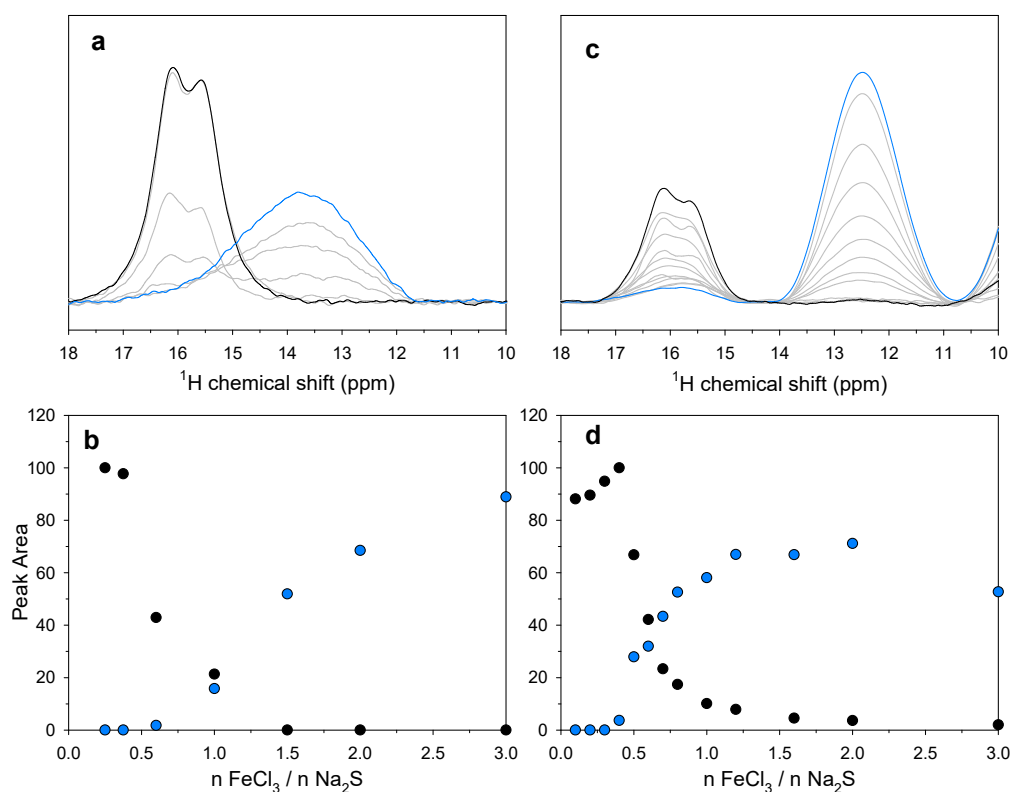 a
18 17 16 15 14 13 12 11 10
¹H chemical shift (ppm)
c
18 17 16 15 14 13 12 11 10
¹H chemical shift (ppm)
b
120
100
80
60
40
20
0
Peak Area
0.0 0.5 1.0 1.5 2.0 2.5 3.0
n FeCl₃ / n Na₂S
d
120
100
80
60
40
20
0
0.0 0.5 1.0 1.5 2.0 2.5 3.0
n FeCl₃ / n Na₂S